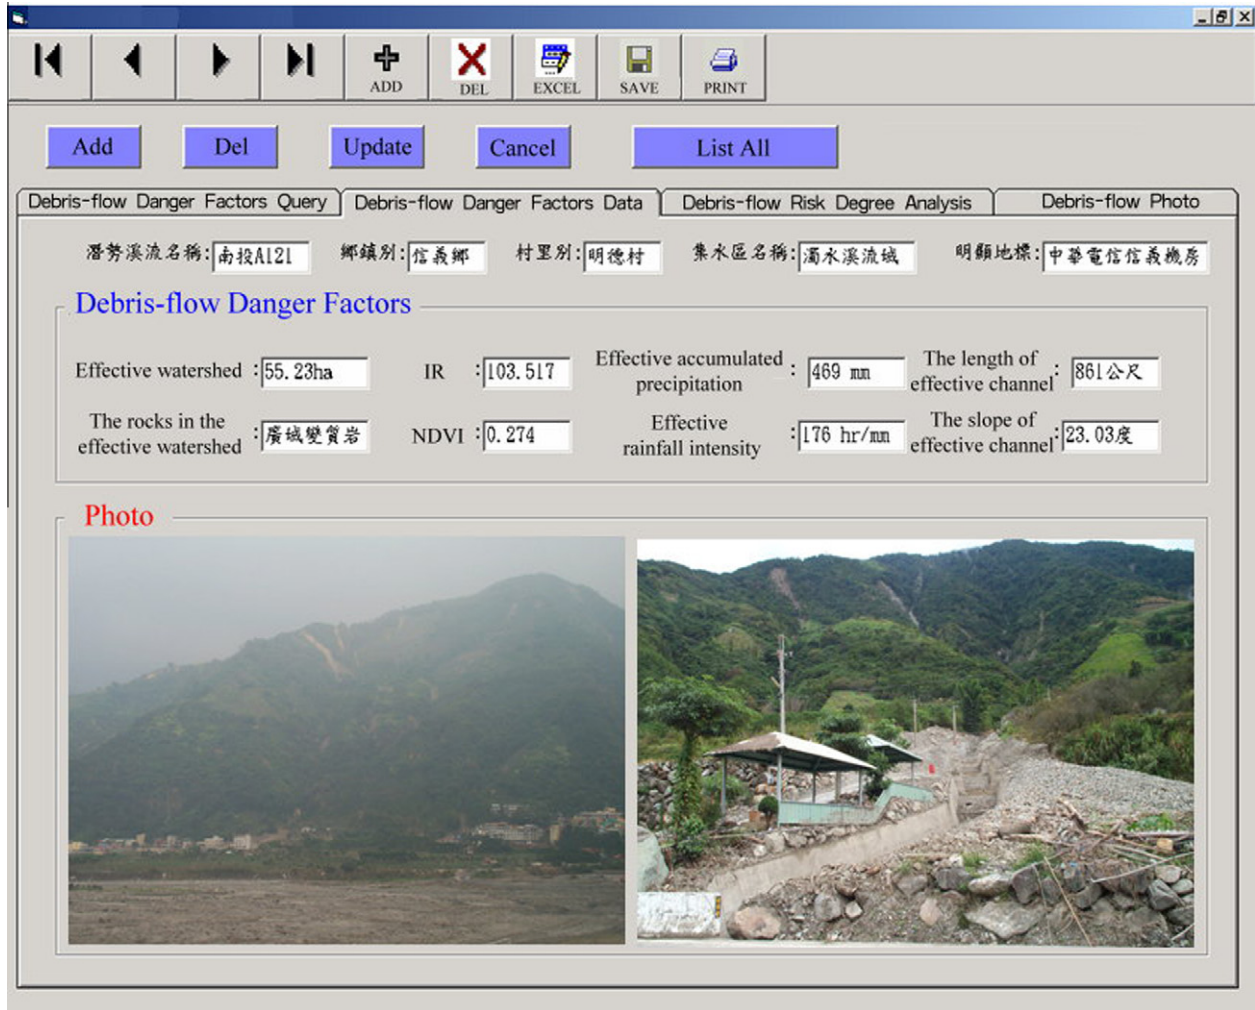 ADD DEL EXCEL SAVE PRINT
Add Del Update Cancel List All
Debris-flow Danger Factors Query Debris-flow Danger Factors Data Debris-flow Risk Degree Analysis Debris-flow Photo
潛勢溪流名稱:南投A121 鄉鎮別:信義鄉 村里別:明德村 集水區名稱:濁水溪流域 明顯地標:中華電信信義機房
Debris-flow Danger Factors
Effective watershed :55.23ha IR :103.517 Effective accumulated precipitation : 469 mm The length of effective channel: 861公尺
The rocks in the effective watershed :廣域變質岩 NDVI :0.274 Effective rainfall intensity :176 hr/mm The slope of effective channel:23.03度
Photo